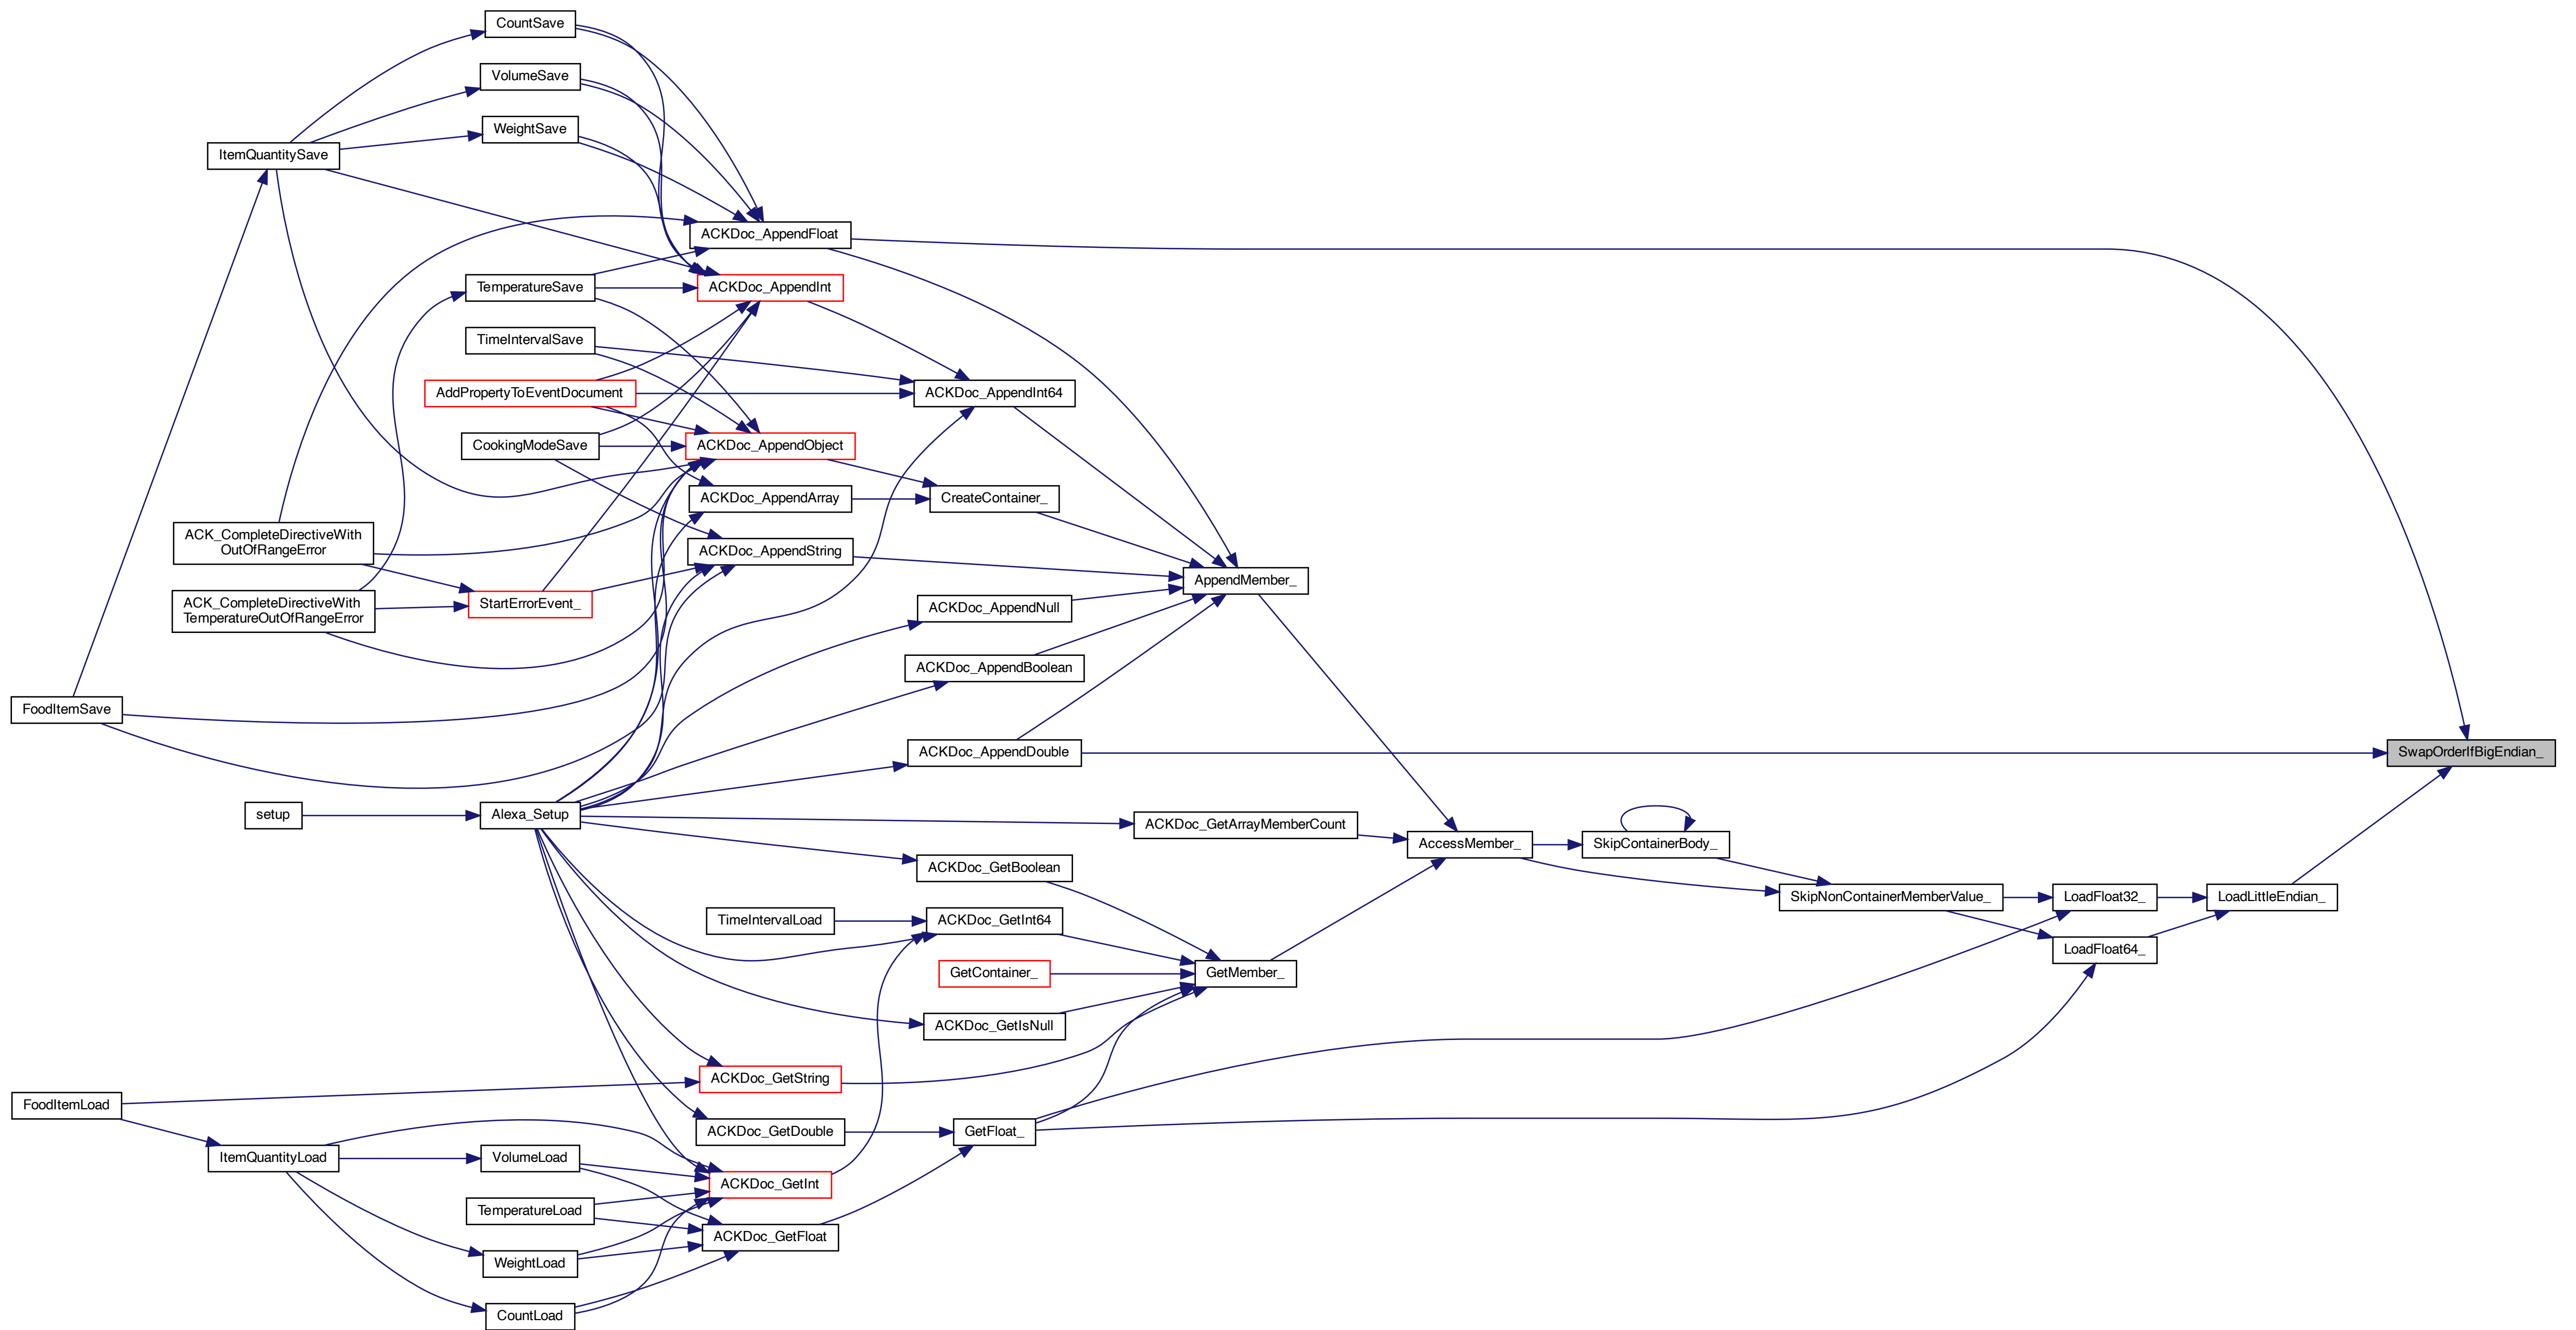 CountSave
VolumeSave
WeightSave
ItemQuantitySave
ACKDoc_AppendFloat
TemperatureSave
ACKDoc_AppendInt
TimeIntervalSave
AddPropertyToEventDocument
ACKDoc_AppendInt64
CookingModeSave
ACKDoc_AppendObject
ACKDoc_AppendArray
CreateContainer_
ACK_CompleteDirectiveWith
OutOfRangeError
ACKDoc_AppendString
AppendMember_
ACK_CompleteDirectiveWith
TemperatureOutOfRangeError
StartErrorEvent_
ACKDoc_AppendNull
ACKDoc_AppendBoolean
FoodItemSave
ACKDoc_AppendDouble
SwapOrderIfBigEndian_
setup
Alexa_Setup
ACKDoc_GetArrayMemberCount
AccessMember_
SkipContainerBody_
ACKDoc_GetBoolean
SkipNonContainerMemberValue_
LoadFloat32_
LoadLittleEndian_
TimeIntervalLoad
ACKDoc_GetInt64
LoadFloat64_
GetContainer_
GetMember_
ACKDoc_GetIsNull
ACKDoc_GetString
FoodItemLoad
ACKDoc_GetDouble
GetFloat_
ItemQuantityLoad
VolumeLoad
ACKDoc_GetInt
TemperatureLoad
ACKDoc_GetFloat
WeightLoad
CountLoad